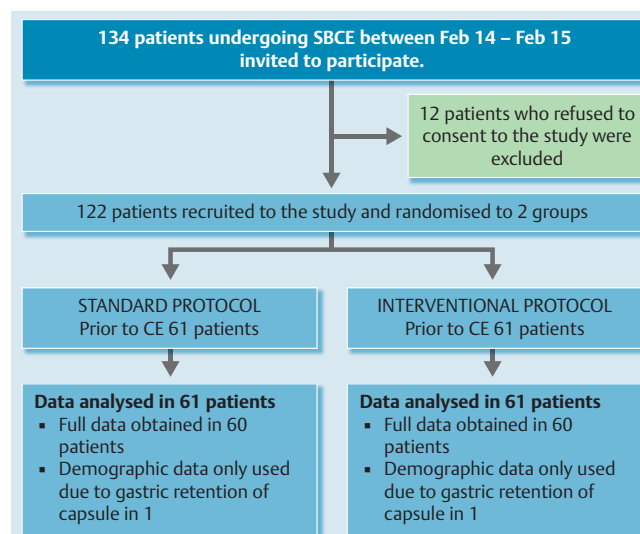 134 patients undergoing SBCE between Feb 14 – Feb 15
invited to participate.
12 patients who refused to
consent to the study were
excluded
122 patients recruited to the study and randomised to 2 groups
STANDARD PROTOCOL
Prior to CE 61 patients
INTERVENTIONAL PROTOCOL
Prior to CE 61 patients
Data analysed in 61 patients
▪ Full data obtained in 60
patients
▪ Demographic data only used
due to gastric retention of
capsule in 1
Data analysed in 61 patients
▪ Full data obtained in 60
patients
▪ Demographic data only used
due to gastric retention of
capsule in 1